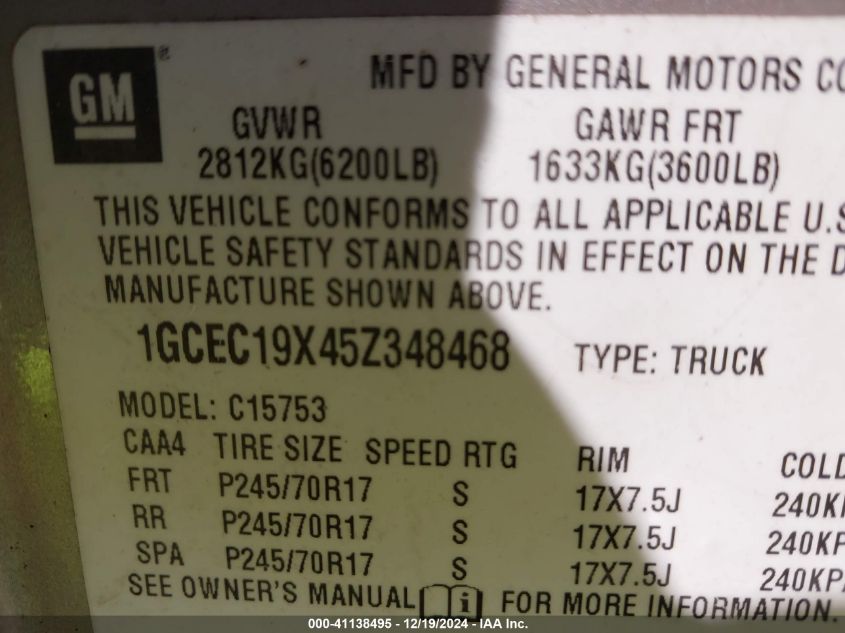 GM®
MFD BY GENERAL MOTORS CO
GVWR GAWR FRT
2812KG(6200LB) 1633KG(3600LB)
THIS VEHICLE CONFORMS TO ALL APPLICABLE U.S
VEHICLE SAFETY STANDARDS IN EFFECT ON THE D
MANUFACTURE SHOWN ABOVE.
1GCEC19X45Z348468 TYPE: TRUCK
MODEL: C15753
CAA4 TIRE SIZE SPEED RTG RIM COLD
FRT P245/70R17 S 17X7.5J 240KP
RR P245/70R17 S 17X7.5J 240KP
SPA P245/70R17 S 17X7.5J 240KPA
SEE OWNER'S MANUAL i FOR MORE INFORMATION.
000-41138495 - 12/19/2024 - IAA Inc.